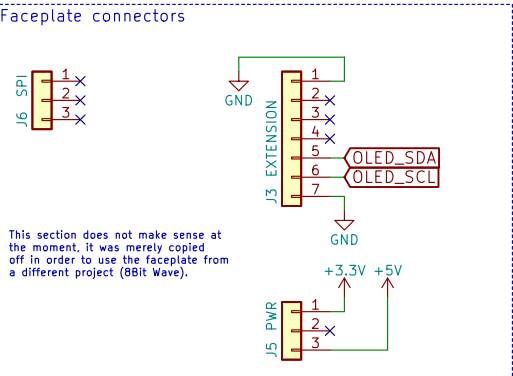 Faceplate connectors
J6 SPI
1
2
3
GND
J3 EXTENSION
1
2
3
4
5
6
7
OLED_SDA
OLED_SCL
GND
This section does not make sense at
the moment, it was merely copied
off in order to use the faceplate from
a different project (8Bit Wave).
+3.3V +5V
J5 PWR
1
2
3